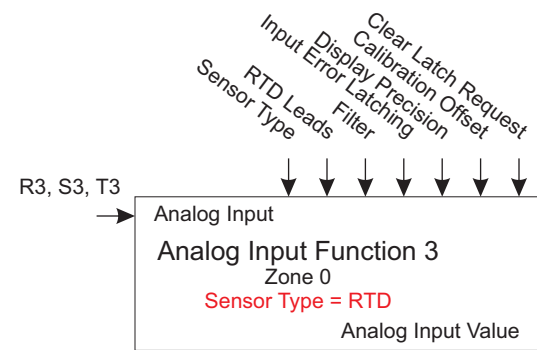 Sensor Type
RTD Leads
Filter
Input Error Latching
Display Precision
Calibration Offset
Clear Latch Request
R3, S3, T3
Analog Input
Analog Input Function 3
Zone 0
Sensor Type = RTD
Analog Input Value